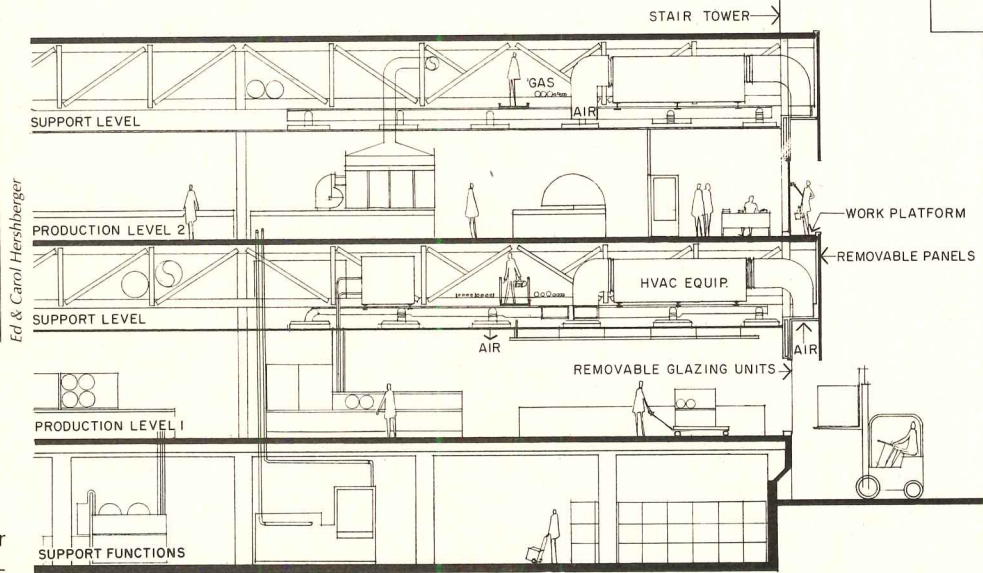 STAIR TOWER
GAS
AIR
SUPPORT LEVEL
Ed & Carol Hershberger
PRODUCTION LEVEL 2
WORK PLATFORM
REMOVABLE PANELS
HVAC EQUIP.
SUPPORT LEVEL
AIR
AIR
REMOVABLE GLAZING UNITS
PRODUCTION LEVEL 1
SUPPORT FUNCTIONS